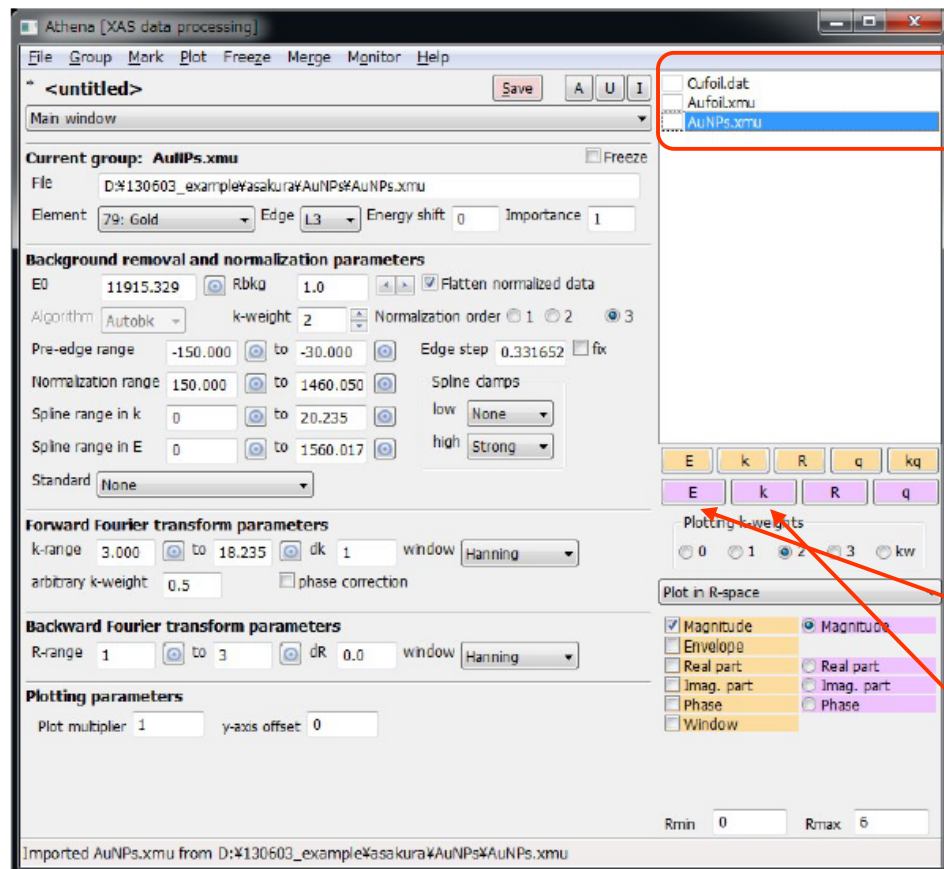 Athena [XAS data processing]
File Group Mark Plot Freeze Merge Monitor Help
* <untitled> Save A U I
Main window
Cufoil.dat
Aufoil.xmu
AuNPs.xmu
Current group: AuNPs.xmu Freeze
File D:¥130603_example¥asakura¥AuNPs¥AuNPs.xmu
Element 79: Gold Edge L3 Energy shift 0 Importance 1
Background removal and normalization parameters
E0 11915.329 Rbkg 1.0 Flatten normalized data
Algorithm Autobk k-weight 2 Normalization order 1 2 3
Pre-edge range -150.000 to -30.000 Edge step 0.331652 fix
Normalization range 150.000 to 1460.050 Spline clamps
Spline range in k 0 to 20.235 low None
Spline range in E 0 to 1560.017 high Strong
Standard None
E k R q kq
E k R q
Plotting k-weights
0 1 2 3 kw
Forward Fourier transform parameters
k-range 3.000 to 18.235 dk 1 window Hanning
arbitrary k-weight 0.5 phase correction
Plot in R-space
Magnitude Magnitude
Envelope
Real part Real part
Imag. part Imag. part
Phase Phase
Window
Backward Fourier transform parameters
R-range 1 to 3 dR 0.0 window Hanning
Plotting parameters
Plot multiplier 1 y-axis offset 0
Rmin 0 Rmax 6
Imported AuNPs.xmu from D:¥130603_example¥asakura¥AuNPs¥AuNPs.xmu